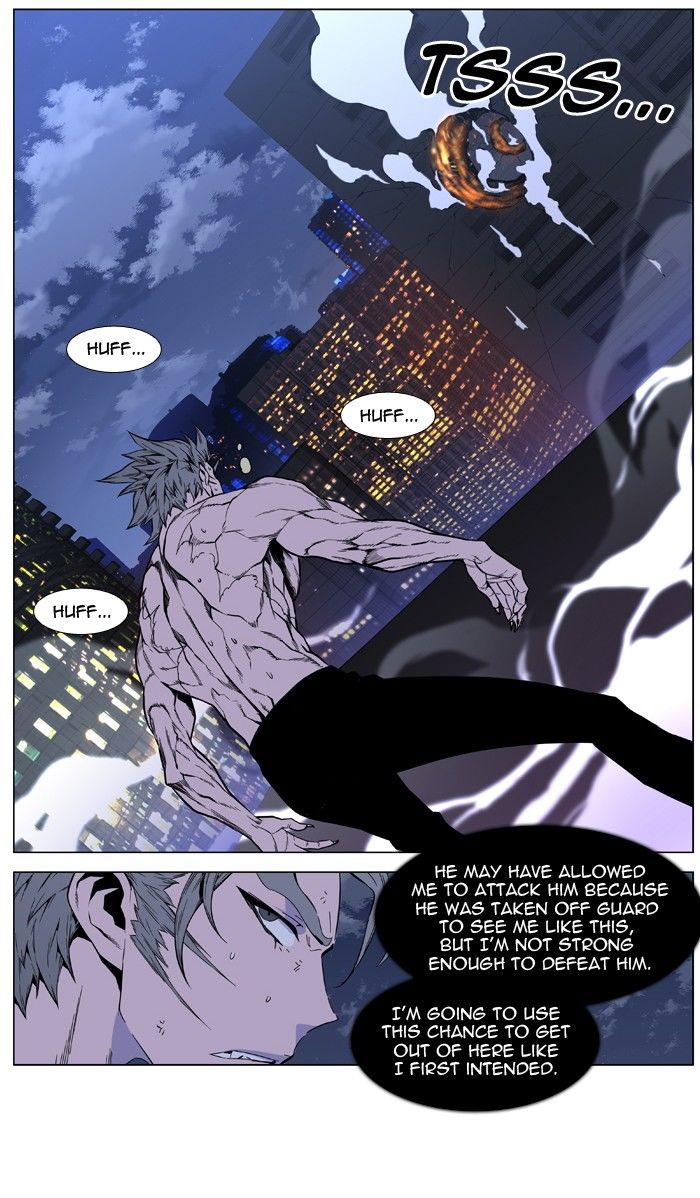 TSSS...
HUFF...
HUFF...
HUFF...
HE MAY HAVE ALLOWED
ME TO ATTACK HIM BECAUSE
HE WAS TAKEN OFF GUARD
TO SEE ME LIKE THIS,
BUT I'M NOT STRONG
ENOUGH TO DEFEAT HIM.
I'M GOING TO USE
THIS CHANCE TO GET
OUT OF HERE LIKE
I FIRST INTENDED.